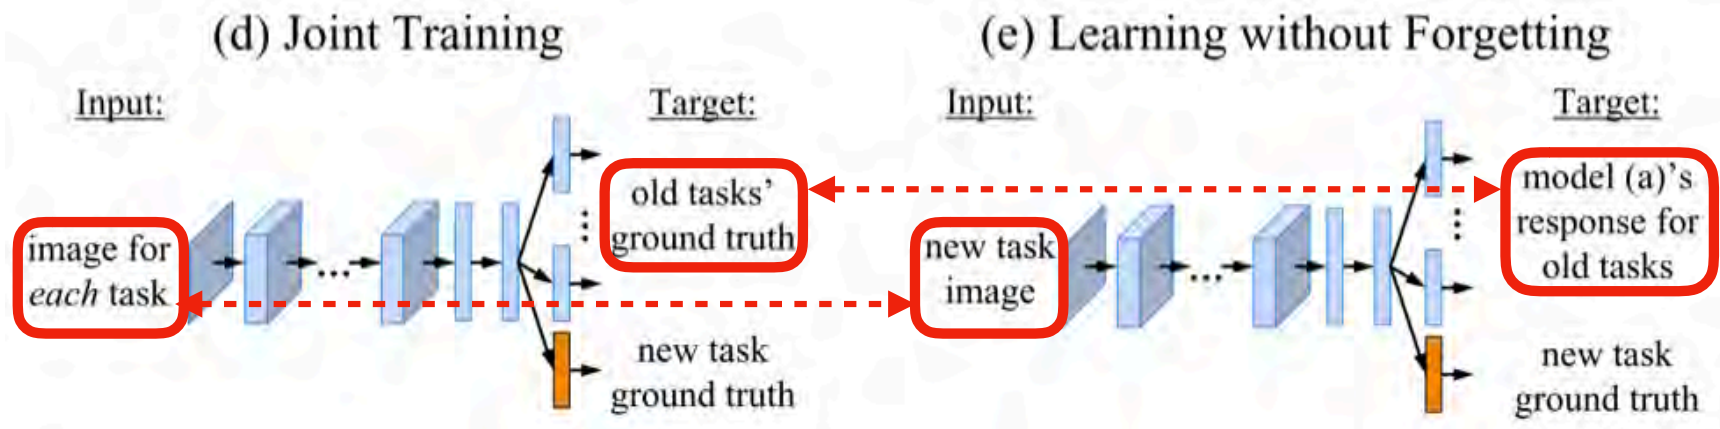 (d) Joint Training
Input:
Target:
image for
each task
...
old tasks'
ground truth
new task
ground truth
(e) Learning without Forgetting
Input:
Target:
new task
image
...
model (a)'s
response for
old tasks
new task
ground truth